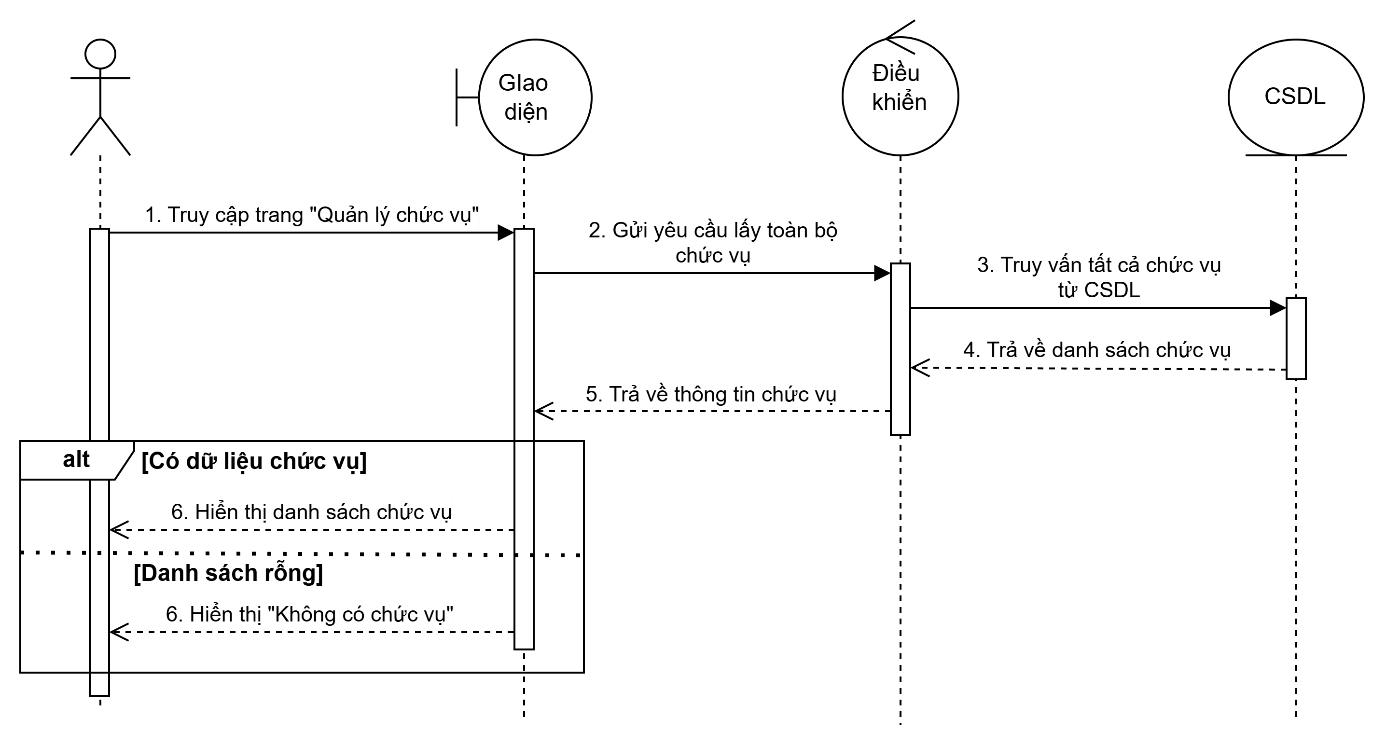 GIao
diện
Điều
khiển
CSDL
1. Truy cập trang "Quản lý chức vụ"
2. Gửi yêu cầu lấy toàn bộ
chức vụ
3. Truy vấn tất cả chức vụ
từ CSDL
4. Trả về danh sách chức vụ
5. Trả về thông tin chức vụ
alt
[Có dữ liệu chức vụ]
6. Hiển thị danh sách chức vụ
[Danh sách rỗng]
6. Hiển thị "Không có chức vụ"